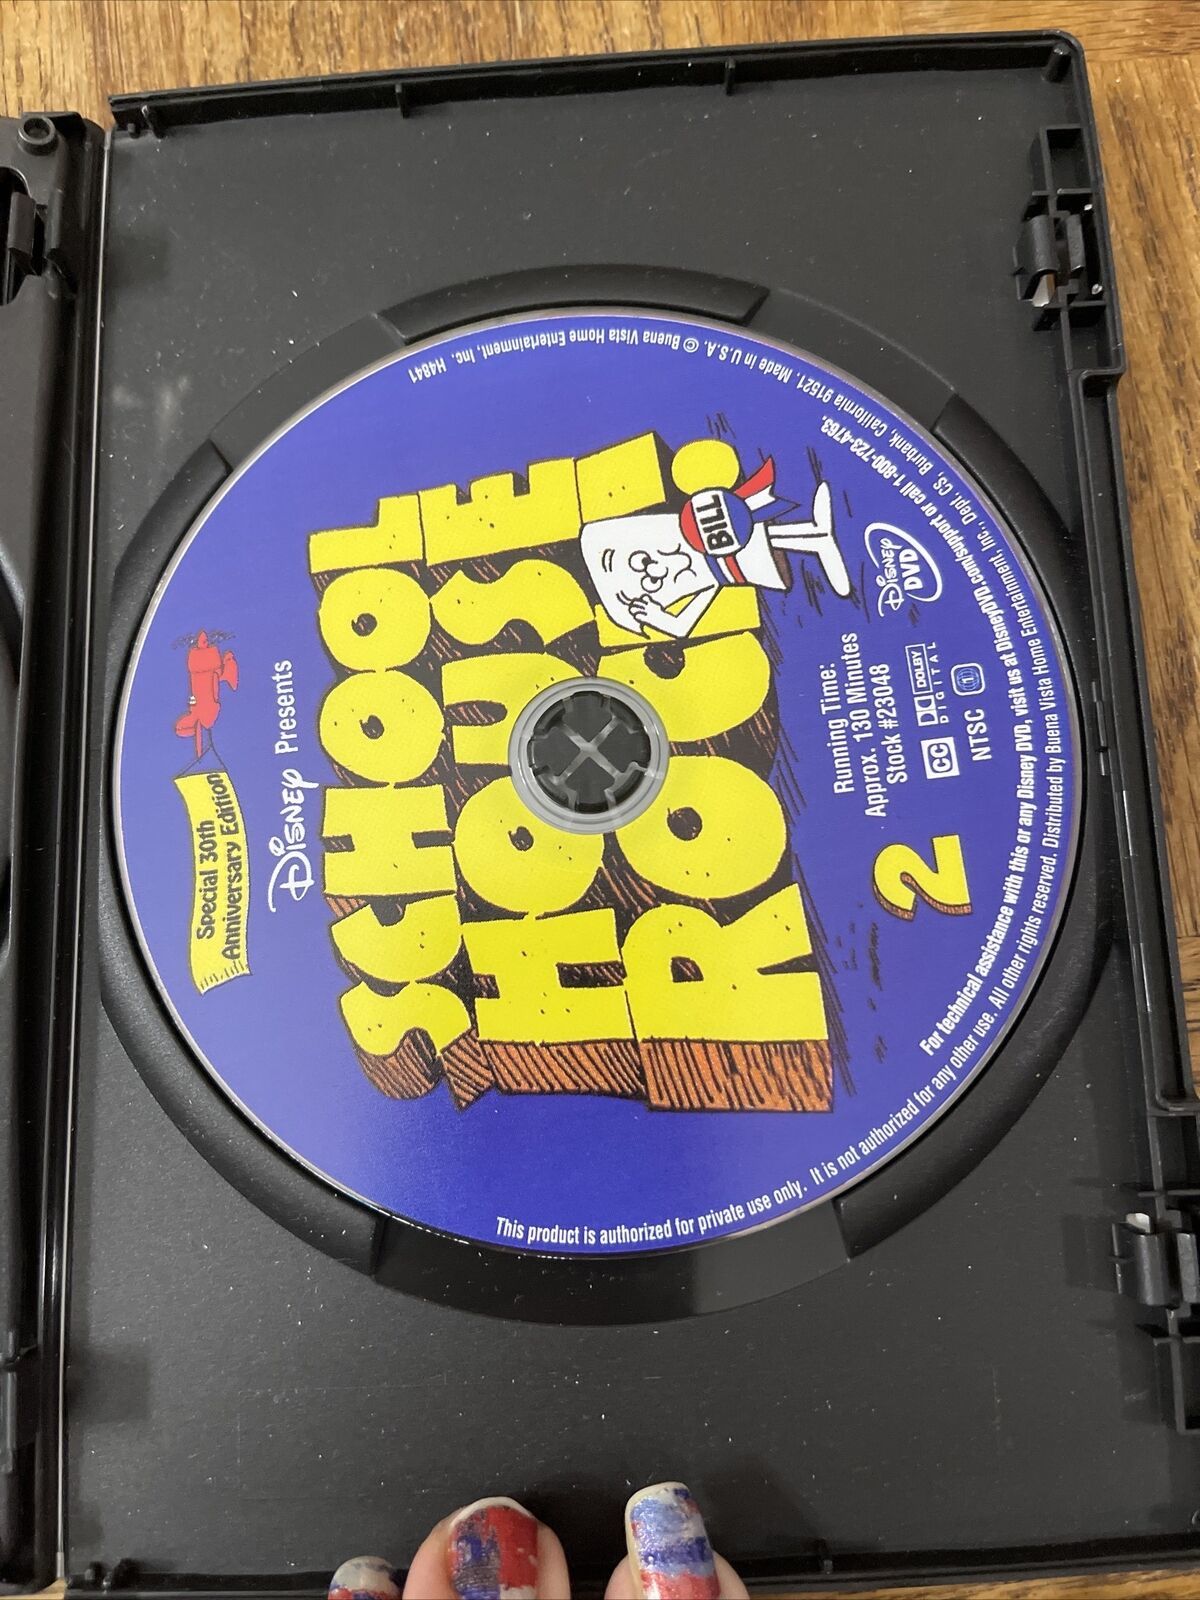 Special 30th
Anniversary Edition
Disney Presents
SCHOOL
HOUSE
ROCK!
BILL
Running Time:
Approx. 130 Minutes
Stock #23048
2
CC DOLBY DIGITAL
NTSC 1
Disney DVD
For technical assistance with this or any Disney DVD, visit us at Disneydvd.com/support or call 1-800-723-4763.
This product is authorized for private use only. It is not authorized for any other use. All other rights reserved. Distributed by Buena Vista Home Entertainment, Inc., Dept. CS, Burbank, California 91521. Made in U.S.A. © Buena Vista Home Entertainment, Inc. H4841